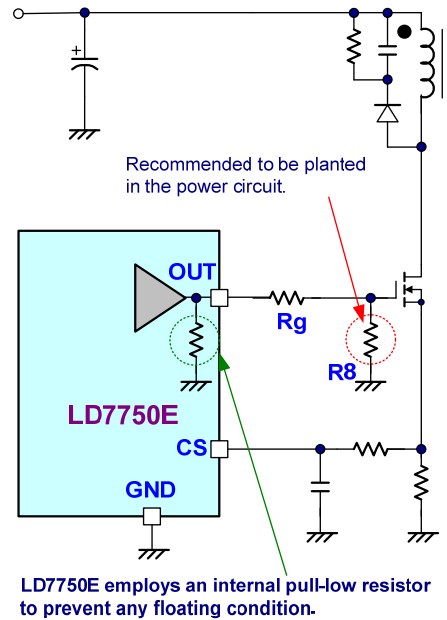 +
Recommended to be planted
in the power circuit.
OUT
Rg
R8
LD7750E
CS
GND
LD7750E employs an internal pull-low resistor
to prevent any floating condition.